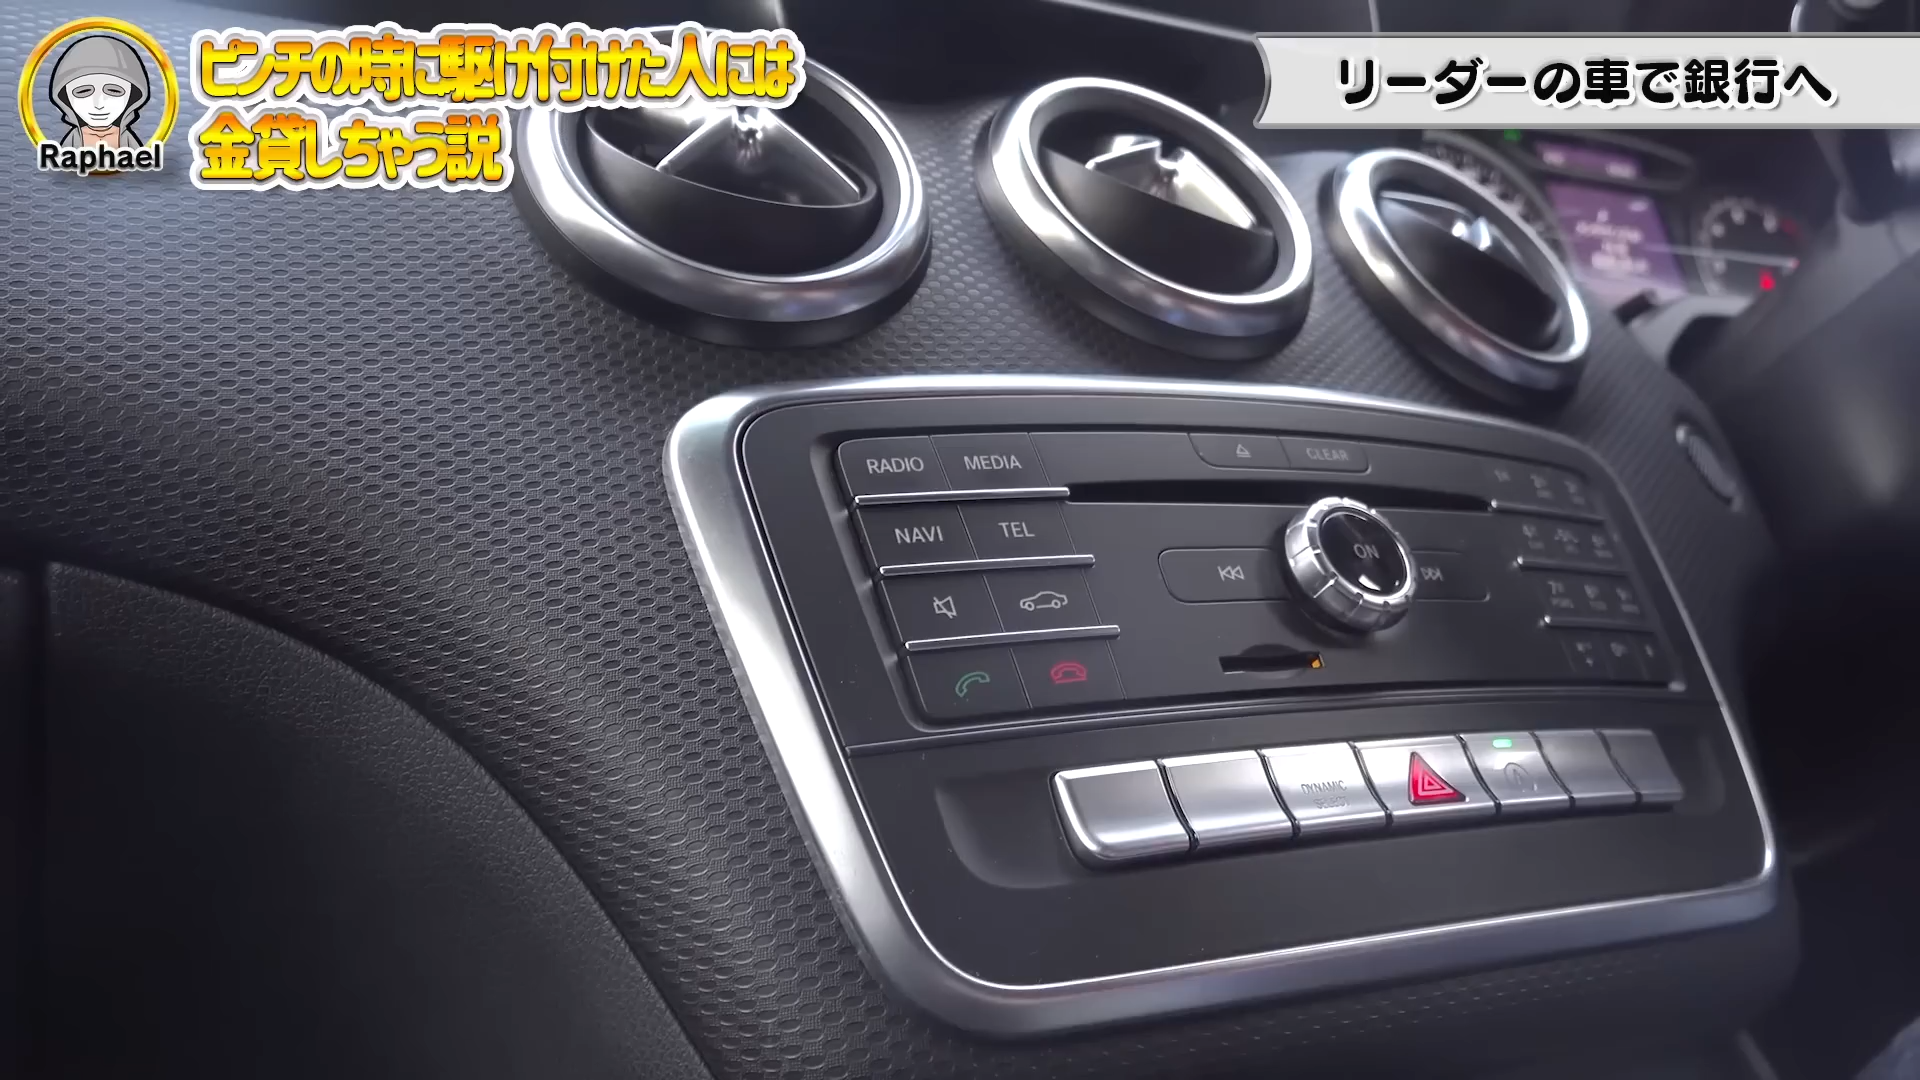 ピンチの時に駆け付けた人には
金貸しちゃう説
Raphael
リーダーの車で銀行へ
RADIO
MEDIA
CLEAR
NAVI
TEL
ON
DYNAMIC
SELECT